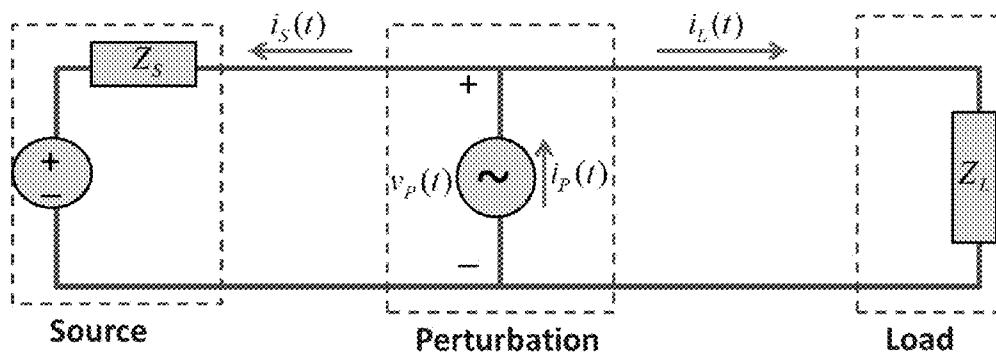 i_S(t)
i_L(t)
Z_S
+
+
−
v_P(t)
~
i_P(t)
Z_L
−
Source
Perturbation
Load